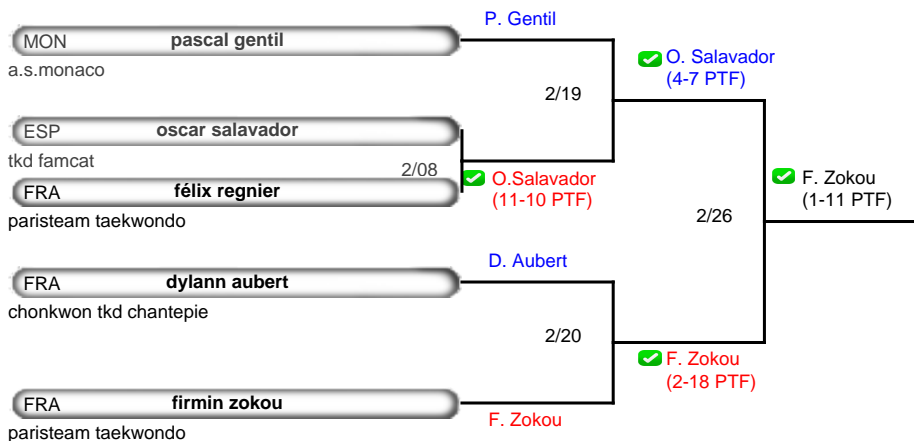 P. Gentil
MON pascal gentil
a.s.monaco
O. Salavador
(4-7 PTF)
2/19
ESP oscar salavador
tkd famcat
2/08
O.Salavador
(11-10 PTF)
FRA félix regnier
paristeam taekwondo
F. Zokou
(1-11 PTF)
2/26
D. Aubert
FRA dylann aubert
chonkwon tkd chantepie
2/20
F. Zokou
(2-18 PTF)
FRA firmin zokou
F. Zokou
paristeam taekwondo